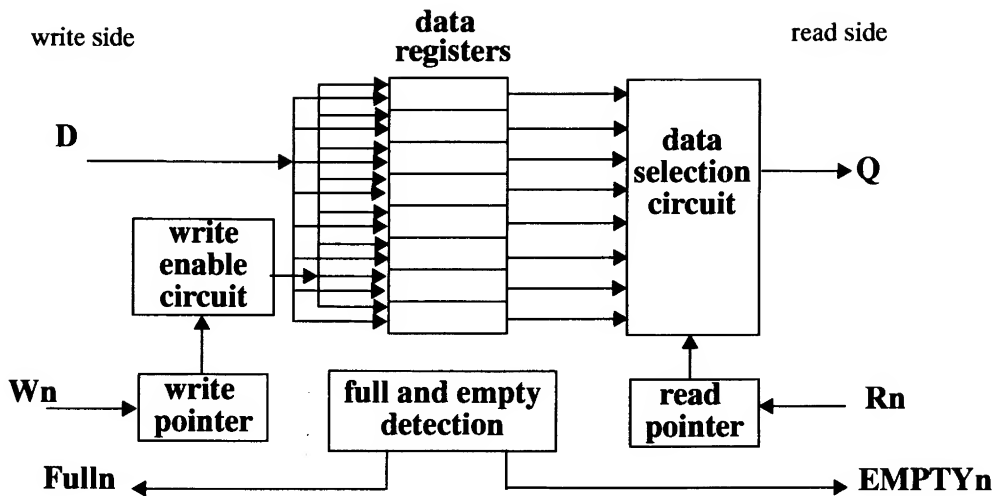 write side
data
registers
read side
D
data
selection
circuit
Q
write
enable
circuit
Wn
write
pointer
full and empty
detection
read
pointer
Rn
Fulln
EMPTYn